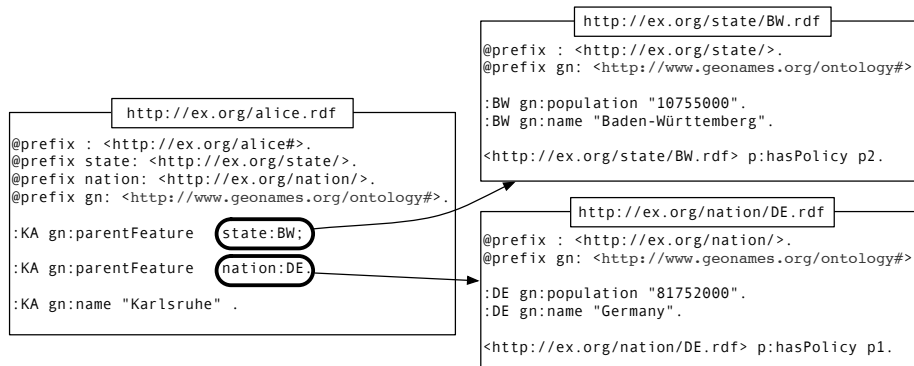 http://ex.org/alice.rdf
@prefix : <http://ex.org/alice#>.
@prefix state: <http://ex.org/state/>.
@prefix nation: <http://ex.org/nation/>.
@prefix gn: <http://www.geonames.org/ontology#>.
:KA gn:parentFeature state:BW;
:KA gn:parentFeature nation:DE.
:KA gn:name "Karlsruhe" .
http://ex.org/state/BW.rdf
@prefix : <http://ex.org/state/>.
@prefix gn: <http://www.geonames.org/ontology#>
:BW gn:population "10755000".
:BW gn:name "Baden-Württemberg".
<http://ex.org/state/BW.rdf> p:hasPolicy p2.
http://ex.org/nation/DE.rdf
@prefix : <http://ex.org/nation/>.
@prefix gn: <http://www.geonames.org/ontology#>
:DE gn:population "81752000".
:DE gn:name "Germany".
<http://ex.org/nation/DE.rdf> p:hasPolicy p1.